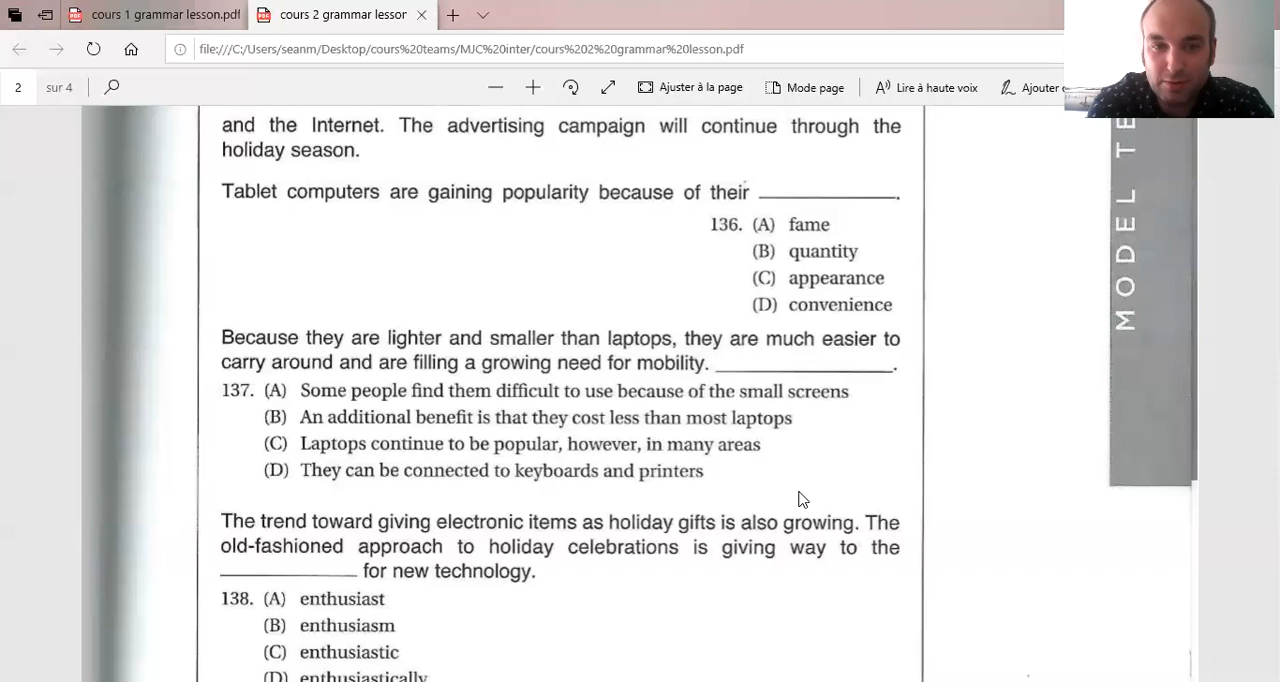 cours 1 grammar lesson.pdf
cours 2 grammar lesson
file:///C:/Users/seanm/Desktop/cours%20teams/MJC%20inter/cours%202%20grammar%20lesson.pdf
2 sur 4 Ajuster à la page Mode page Lire à haute voix Ajouter
and the Internet. The advertising campaign will continue through the
holiday season.
Tablet computers are gaining popularity because of their ____________.
136. (A) fame
(B) quantity
(C) appearance
(D) convenience
Because they are lighter and smaller than laptops, they are much easier to
carry around and are filling a growing need for mobility. ____________.
137. (A) Some people find them difficult to use because of the small screens
(B) An additional benefit is that they cost less than most laptops
(C) Laptops continue to be popular, however, in many areas
(D) They can be connected to keyboards and printers
The trend toward giving electronic items as holiday gifts is also growing. The
old-fashioned approach to holiday celebrations is giving way to the
____________ for new technology.
138. (A) enthusiast
(B) enthusiasm
(C) enthusiastic
(D) enthusiastically
MODEL TE